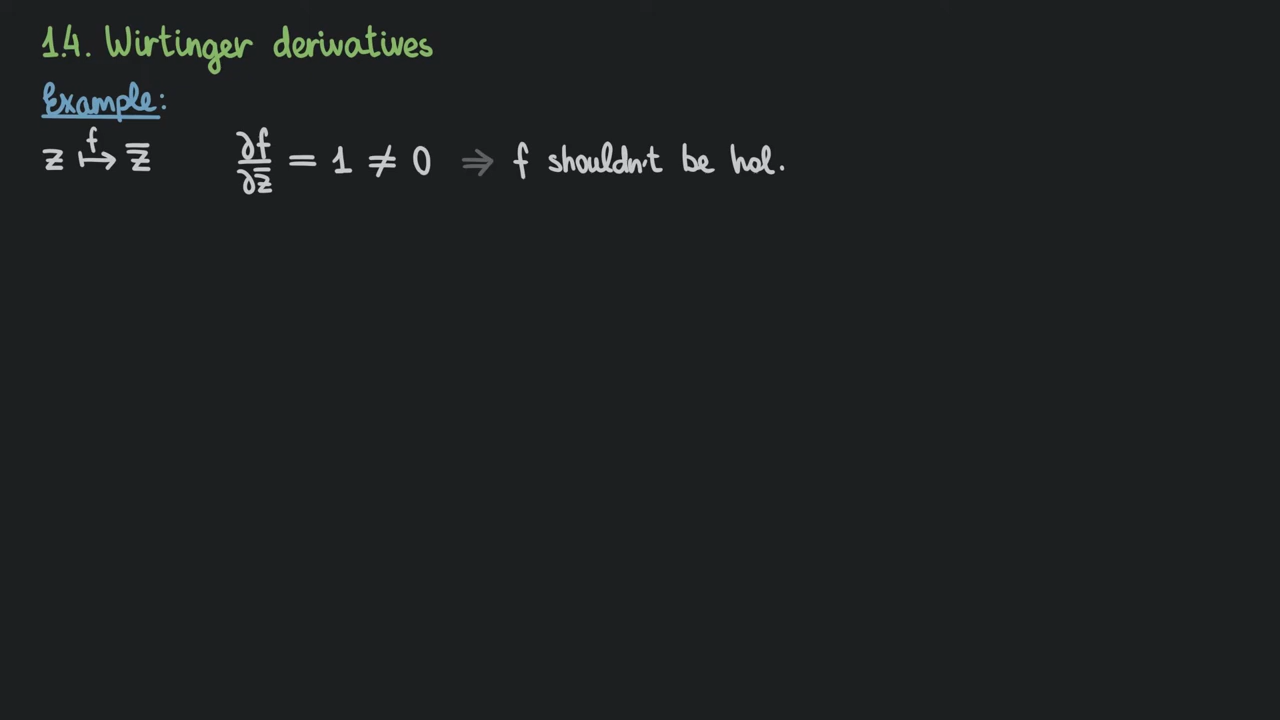 1.4. Wirtinger derivatives
Example:
z ↦ᶠ z̅ ∂f/∂z̅ = 1 ≠ 0 ⇒ f shouldn't be hol.